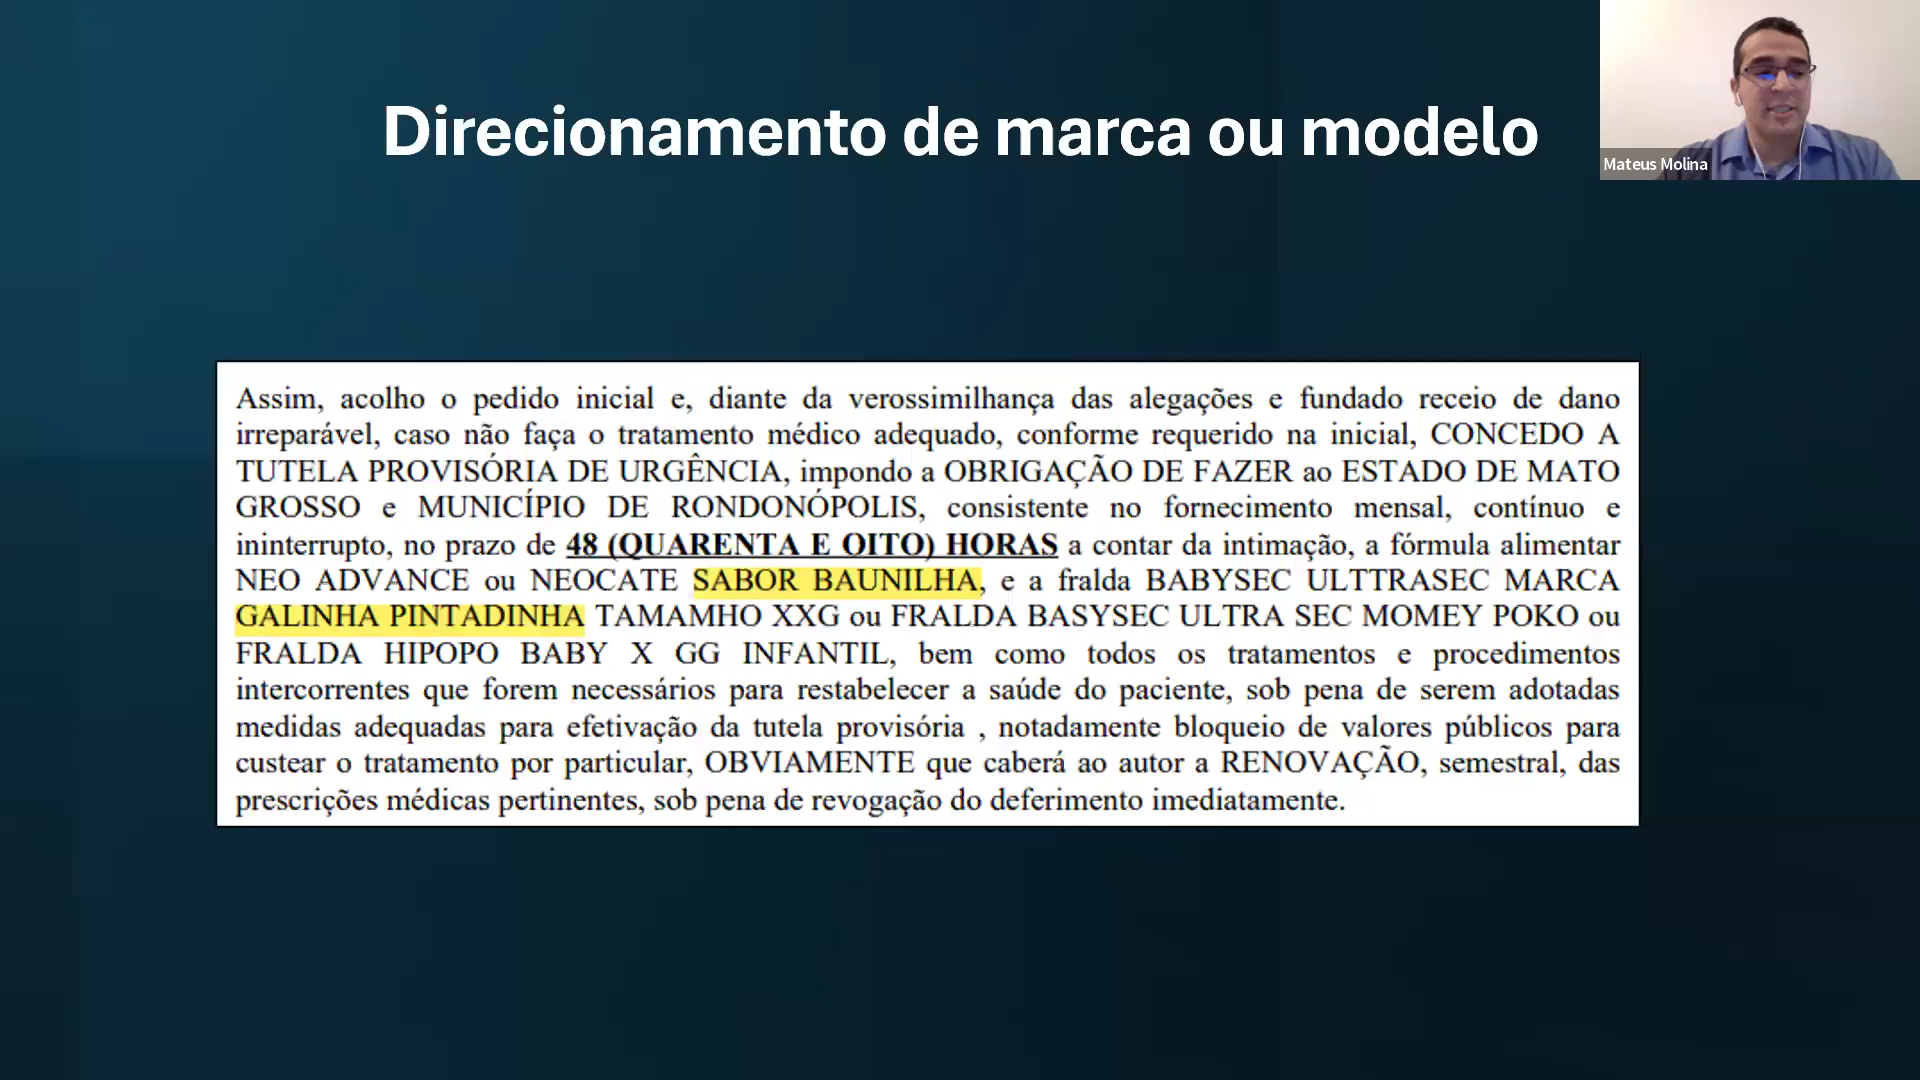 Direcionamento de marca ou modelo
Mateus Molina
Assim, acolho o pedido inicial e, diante da verossimilhança das alegações e fundado receio de dano
irreparável, caso não faça o tratamento médico adequado, conforme requerido na inicial, CONCEDO A
TUTELA PROVISÓRIA DE URGÊNCIA, impondo a OBRIGAÇÃO DE FAZER ao ESTADO DE MATO
GROSSO e MUNICÍPIO DE RONDONÓPOLIS, consistente no fornecimento mensal, contínuo e
ininterrupto, no prazo de 48 (QUARENTA E OITO) HORAS a contar da intimação, a fórmula alimentar
NEO ADVANCE ou NEOCATE SABOR BAUNILHA, e a fralda BABYSEC ULTTRASEC MARCA
GALINHA PINTADINHA TAMAMHO XXG ou FRALDA BASYSEC ULTRA SEC MOMEY POKO ou
FRALDA HIPOPO BABY X GG INFANTIL, bem como todos os tratamentos e procedimentos
intercorrentes que forem necessários para restabelecer a saúde do paciente, sob pena de serem adotadas
medidas adequadas para efetivação da tutela provisória , notadamente bloqueio de valores públicos para
custear o tratamento por particular, OBVIAMENTE que caberá ao autor a RENOVAÇÃO, semestral, das
prescrições médicas pertinentes, sob pena de revogação do deferimento imediatamente.